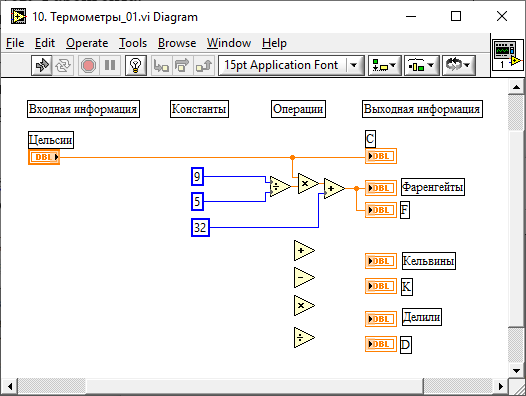 10. Термометры_01.vi Diagram
File Edit Operate Tools Browse Window Help
15pt Application Font
1
Входная информация Константы Операции Выходная информация
Цельсии C
DBL DBL
9 ÷ × + DBL Фаренгейты
5 DBL F
32
+ DBL Кельвины
− DBL K
× DBL Делили
÷ DBL D